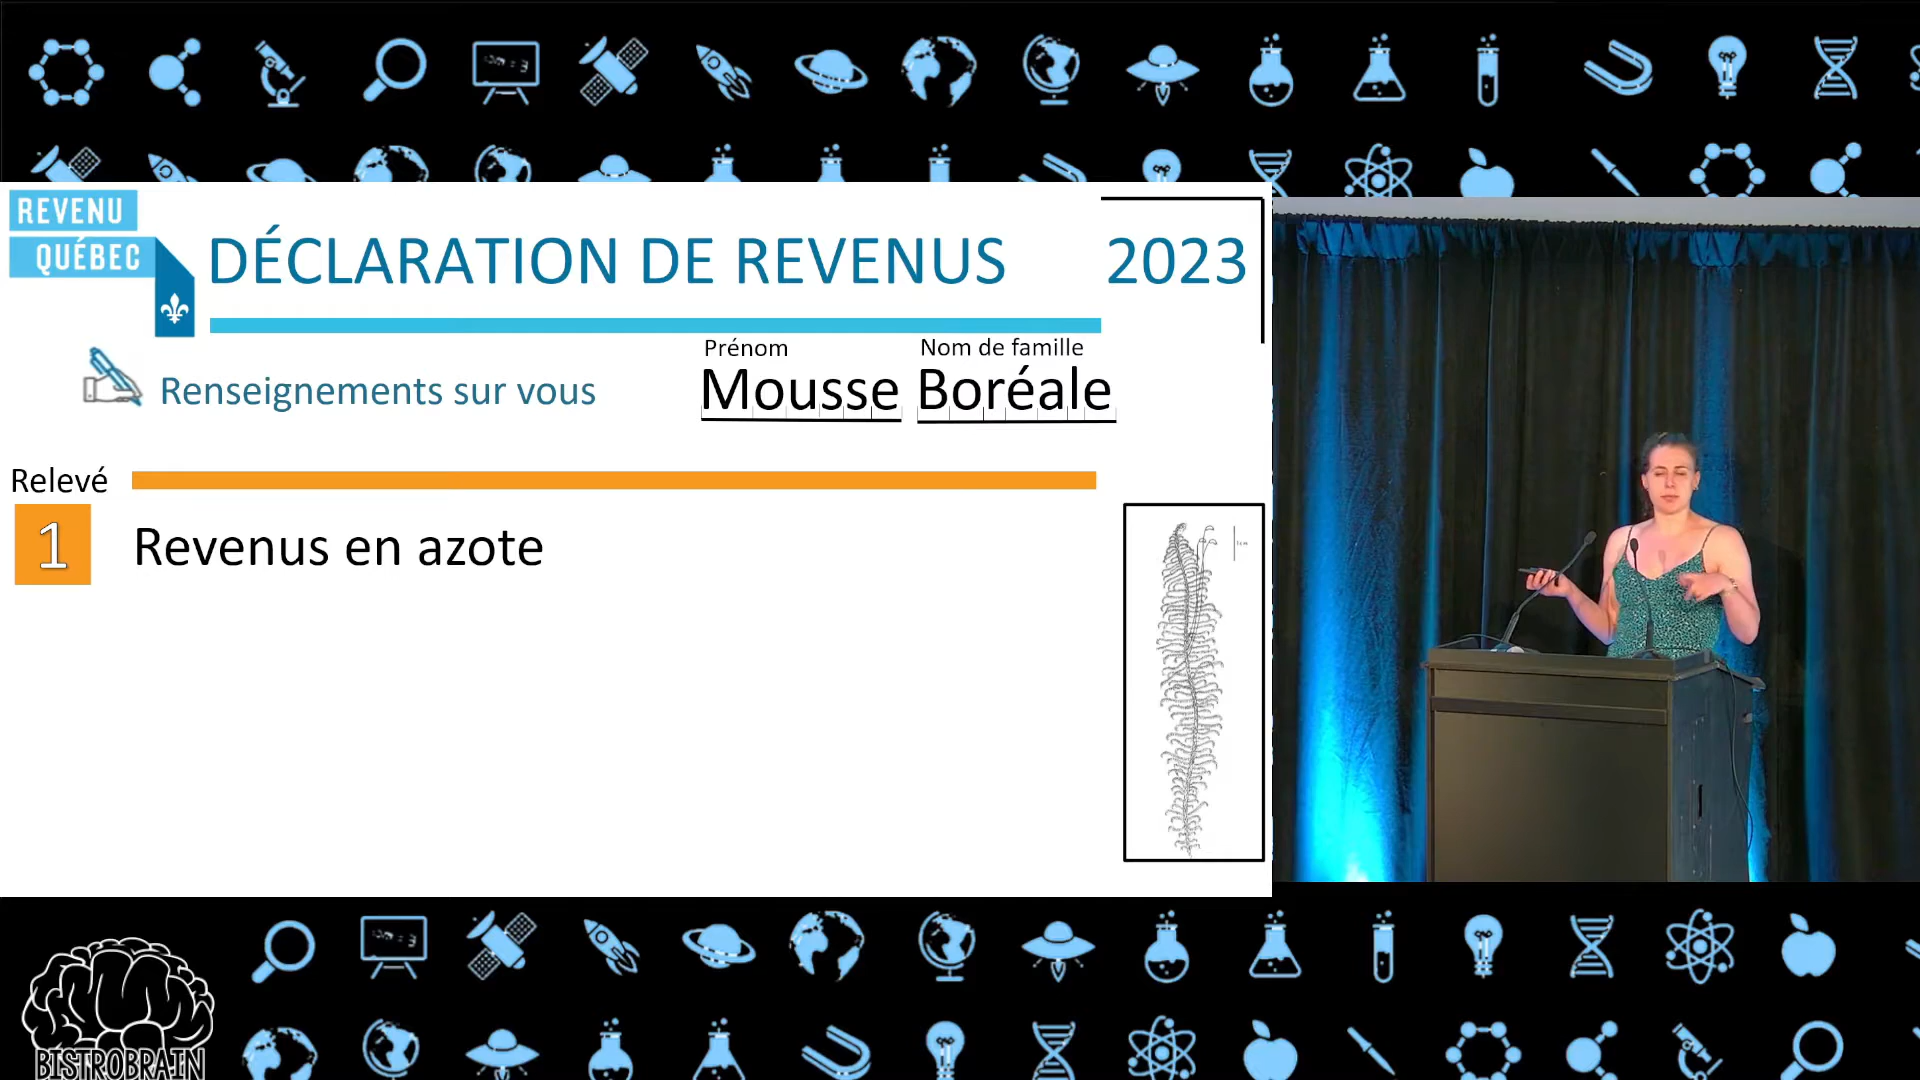 REVENU
QUÉBEC
DÉCLARATION DE REVENUS 2023
Prénom Nom de famille
Renseignements sur vous Mousse Boréale
Relevé
1 Revenus en azote
BISTROBRAIN